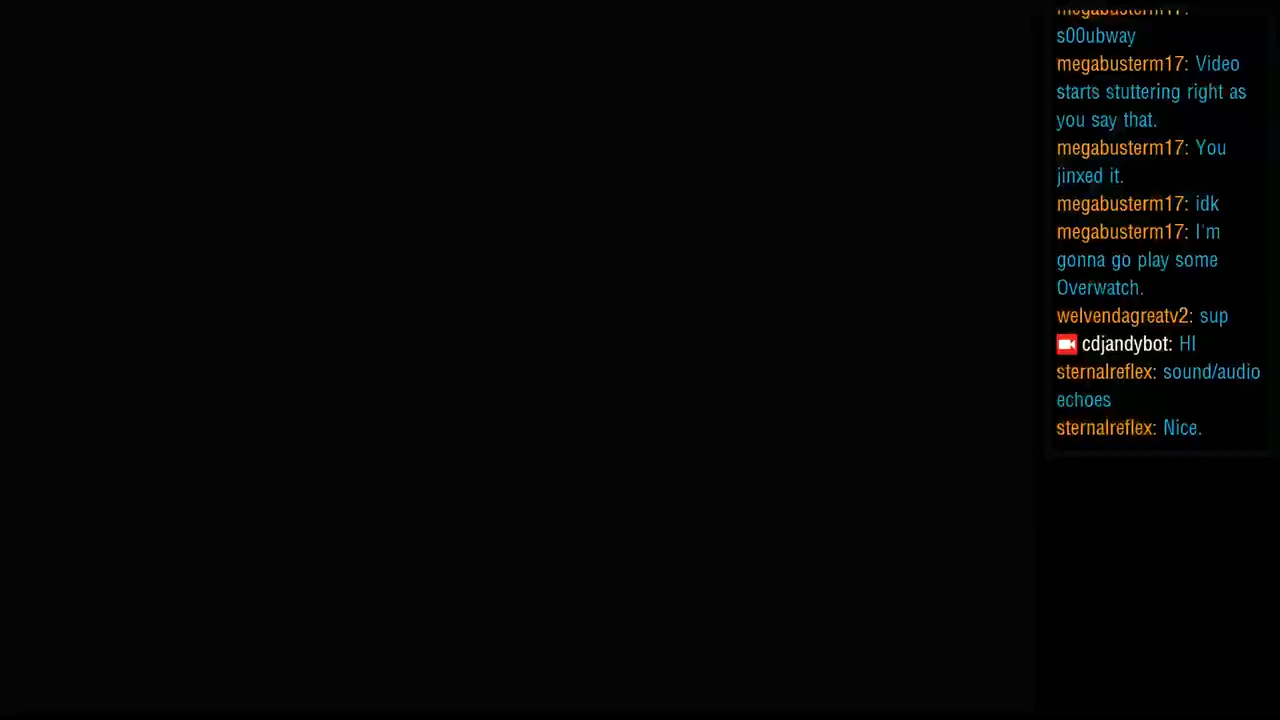 megabusterm17:
s00ubway
megabusterm17: Video
starts stuttering right as
you say that.
megabusterm17: You
jinxed it.
megabusterm17: idk
megabusterm17: I'm
gonna go play some
Overwatch.
welvendagreatv2: sup
cdjandybot: HI
sternalreflex: sound/audio
echoes
sternalreflex: Nice.